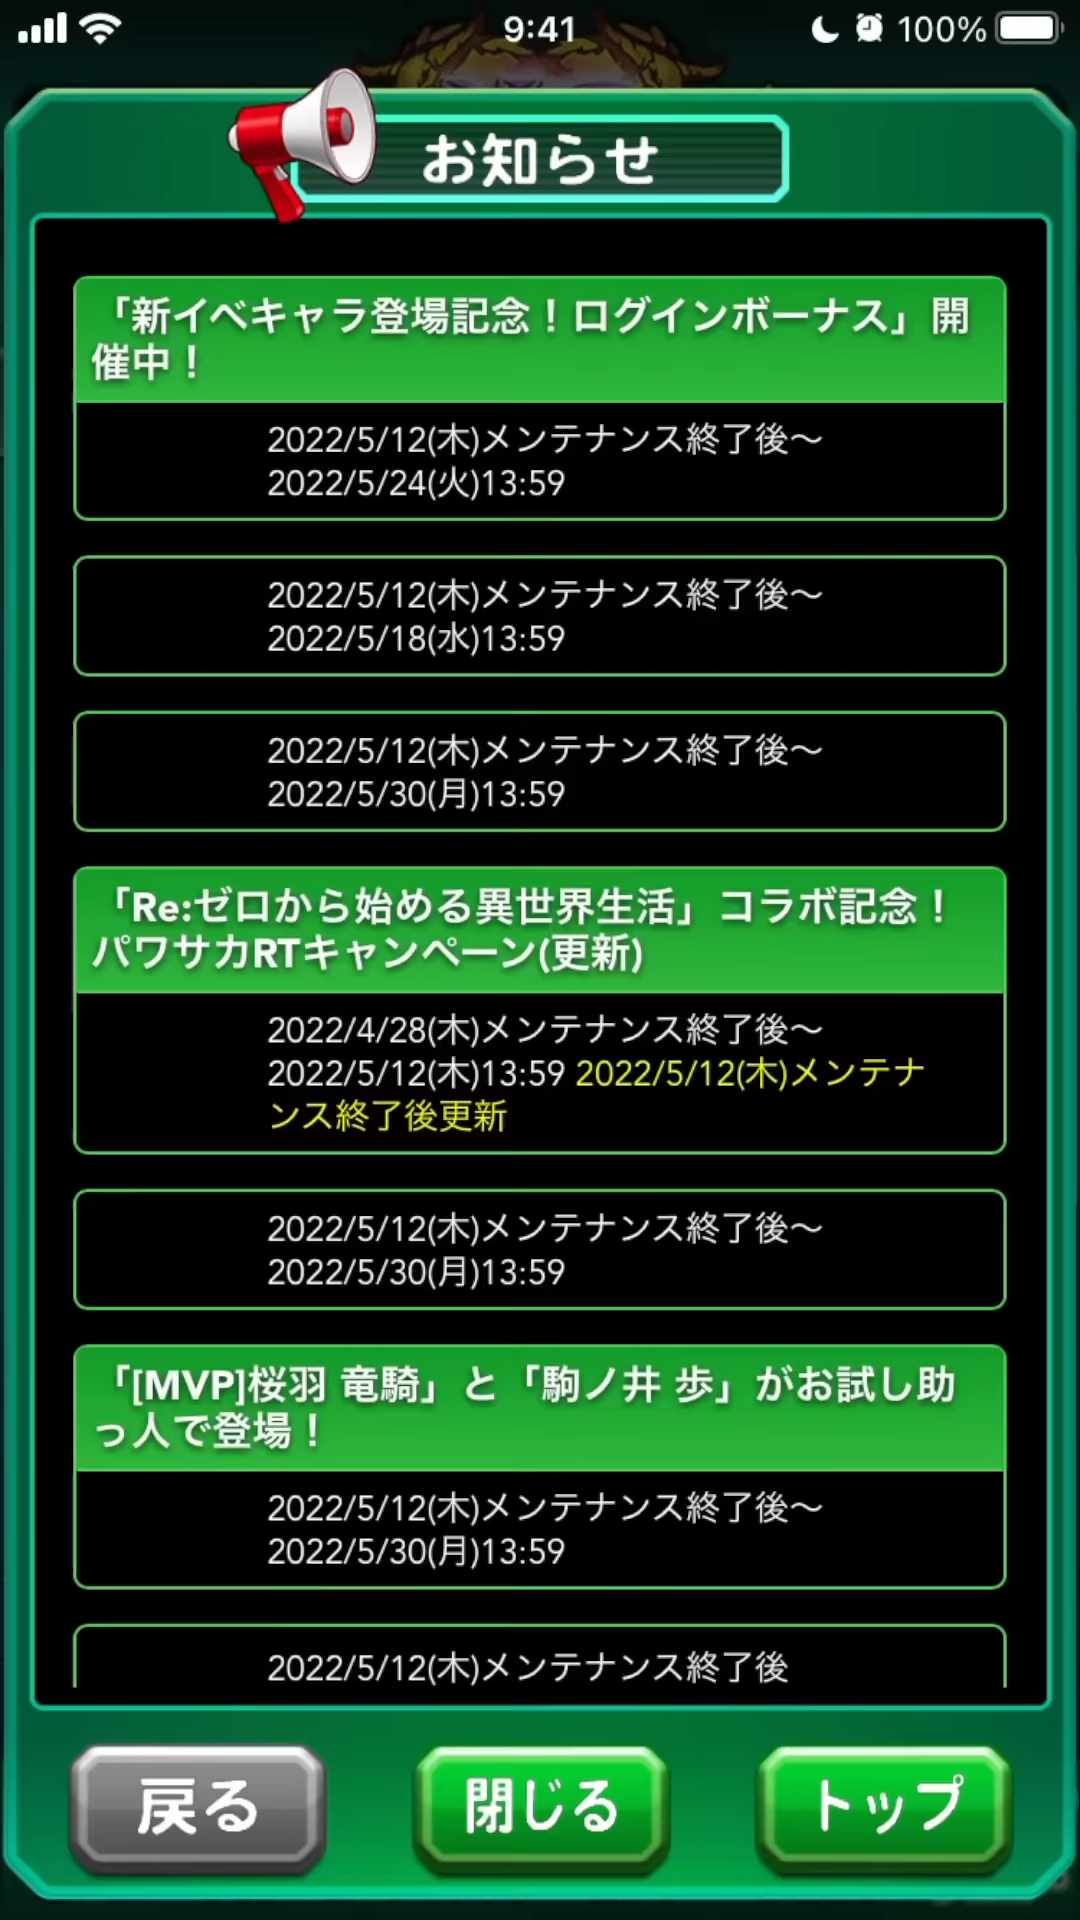 9:41
100%
お知らせ
「新イベキャラ登場記念！ログインボーナス」開
催中！
2022/5/12(木)メンテナンス終了後～
2022/5/24(火)13:59
2022/5/12(木)メンテナンス終了後～
2022/5/18(水)13:59
2022/5/12(木)メンテナンス終了後～
2022/5/30(月)13:59
「Re:ゼロから始める異世界生活」コラボ記念！
パワサカRTキャンペーン(更新)
2022/4/28(木)メンテナンス終了後～
2022/5/12(木)13:59 2022/5/12(木)メンテナ
ンス終了後更新
2022/5/12(木)メンテナンス終了後～
2022/5/30(月)13:59
「[MVP]桜羽 竜騎」と「駒ノ井 歩」がお試し助
っ人で登場！
2022/5/12(木)メンテナンス終了後～
2022/5/30(月)13:59
2022/5/12(木)メンテナンス終了後
戻る
閉じる
トップ